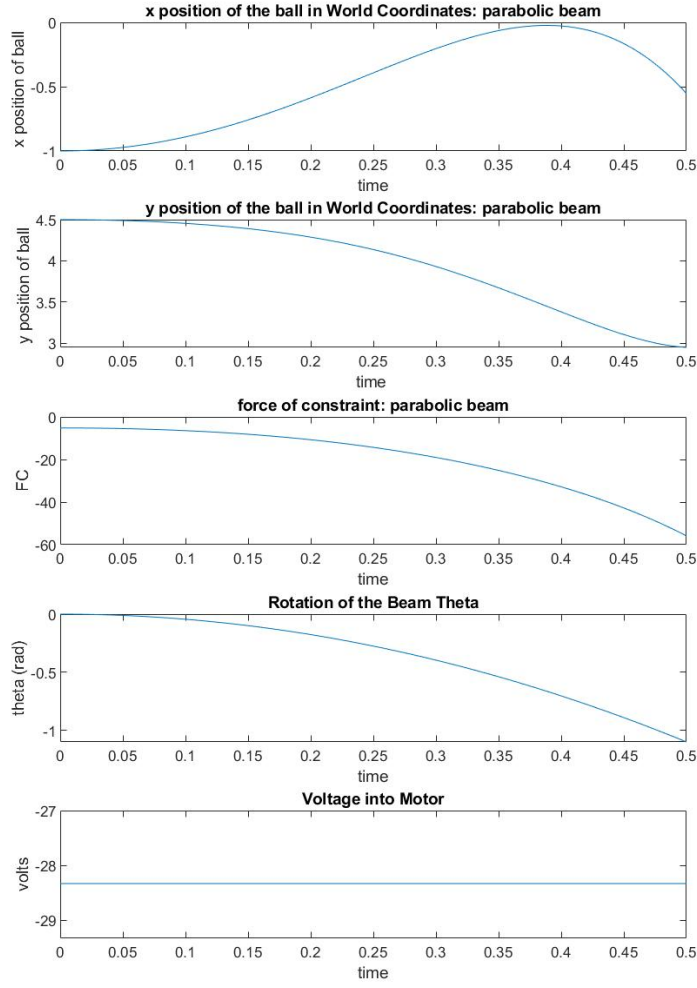 x position of the ball in World Coordinates: parabolic beam
0
-0.5
-1
x position of ball
0 0.05 0.1 0.15 0.2 0.25 0.3 0.35 0.4 0.45 0.5
time
y position of the ball in World Coordinates: parabolic beam
4.5
4
3.5
3
y position of ball
0 0.05 0.1 0.15 0.2 0.25 0.3 0.35 0.4 0.45 0.5
time
force of constraint: parabolic beam
0
-20
-40
-60
FC
0 0.05 0.1 0.15 0.2 0.25 0.3 0.35 0.4 0.45 0.5
time
Rotation of the Beam Theta
0
-0.5
-1
theta (rad)
0 0.05 0.1 0.15 0.2 0.25 0.3 0.35 0.4 0.45 0.5
time
Voltage into Motor
-27
-28
-29
volts
0 0.05 0.1 0.15 0.2 0.25 0.3 0.35 0.4 0.45 0.5
time